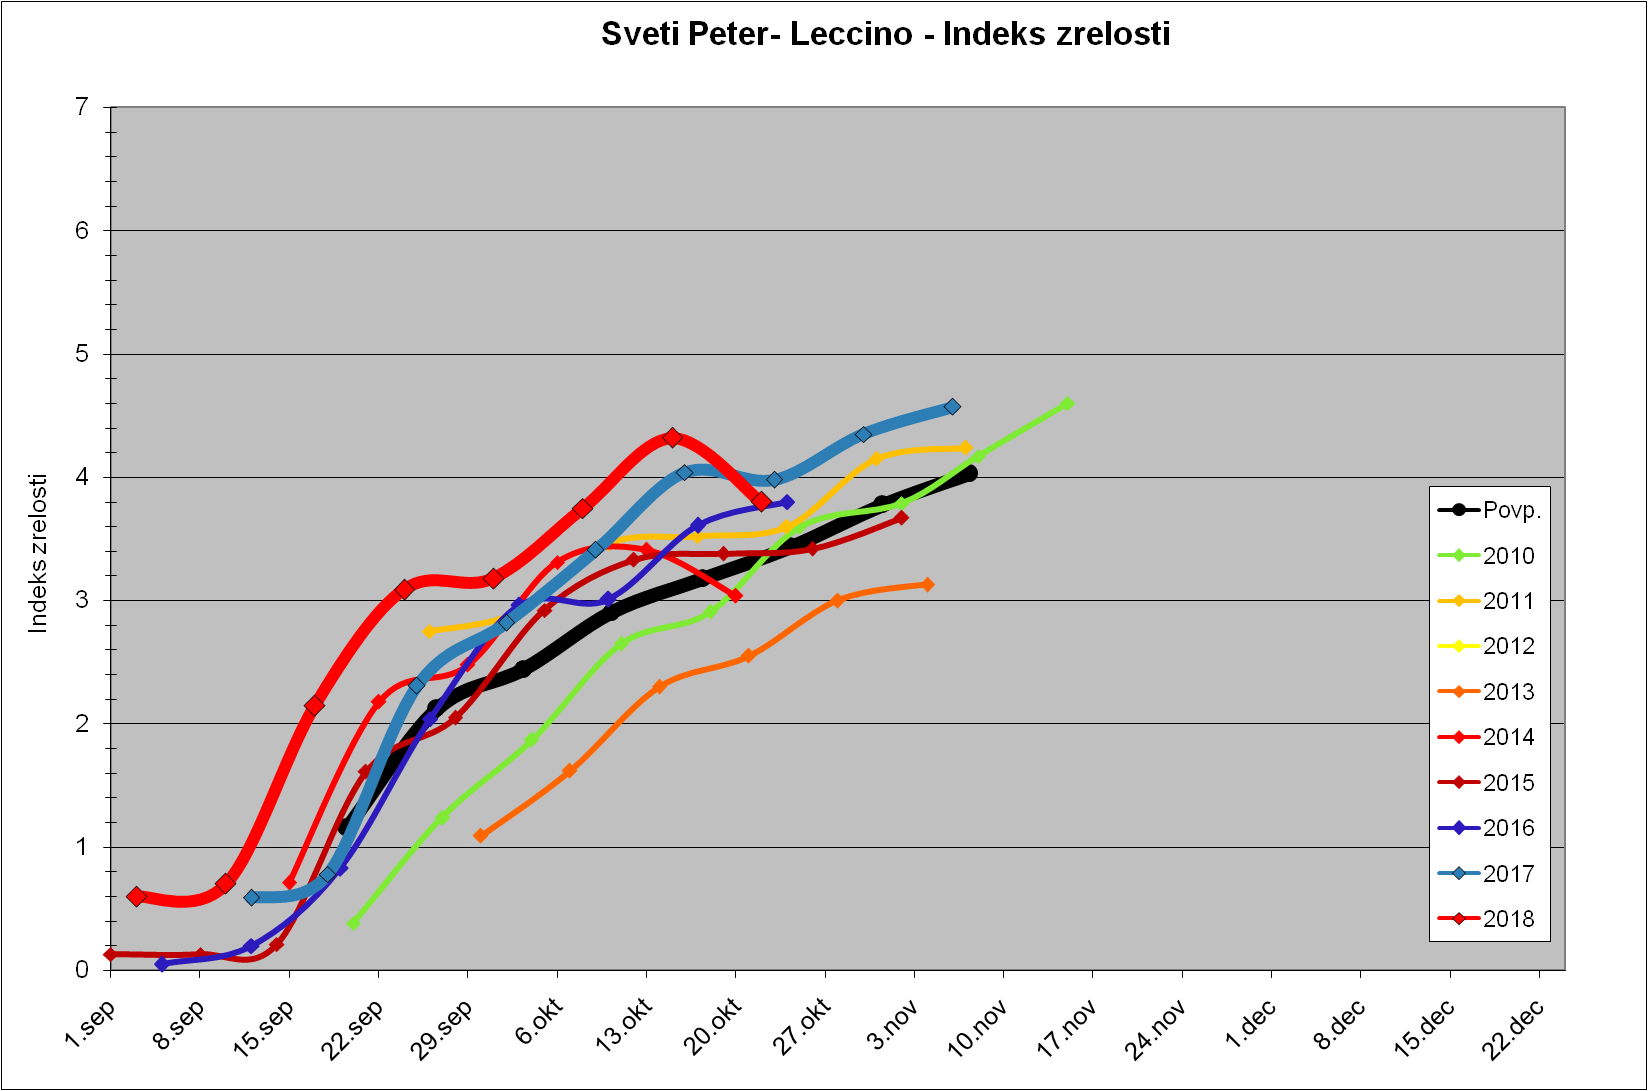 Sveti Peter- Leccino - Indeks zrelosti
7
6
5
4
3
2
1
0
Indeks zrelosti
1.sep
8.sep
15.sep
22.sep
29.sep
6.okt
13.okt
20.okt
27.okt
3.nov
10.nov
17.nov
24.nov
1.dec
8.dec
15.dec
22.dec
Povp.
2010
2011
2012
2013
2014
2015
2016
2017
2018